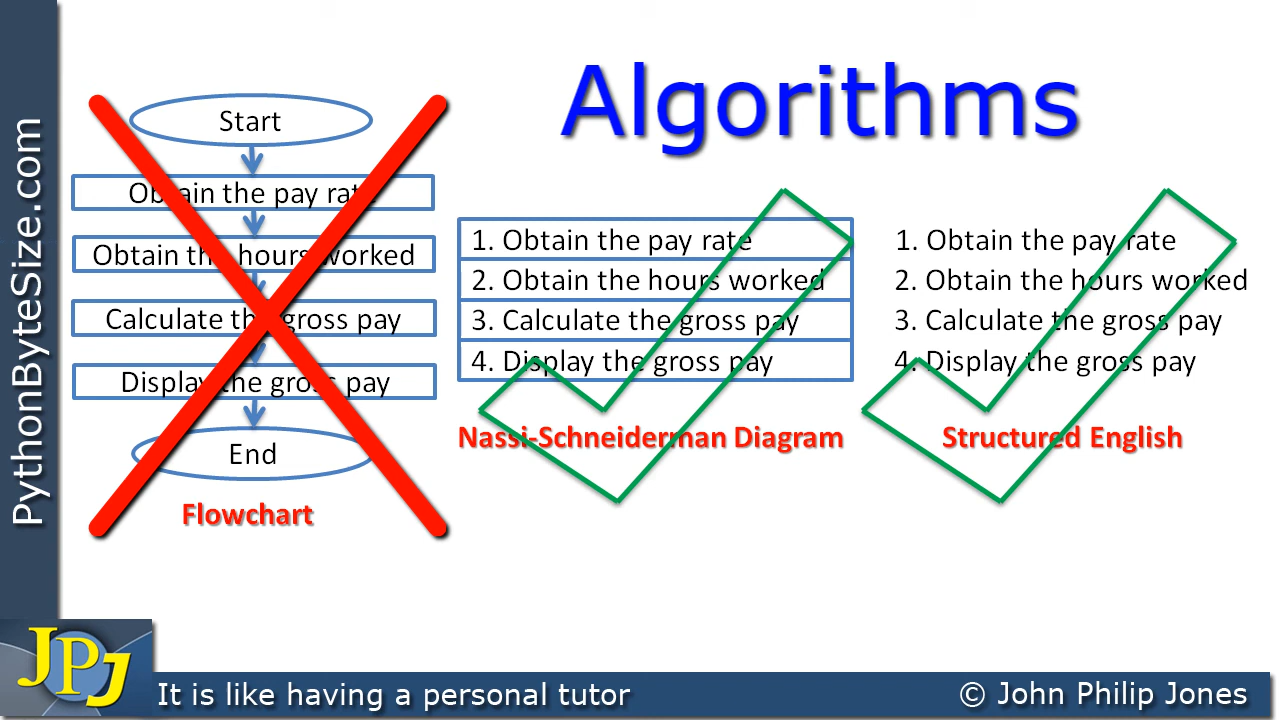 PythonByteSize.com
Algorithms
Start
Obtain the pay rate
Obtain the hours worked
Calculate the gross pay
Display the gross pay
End
Flowchart
1. Obtain the pay rate
2. Obtain the hours worked
3. Calculate the gross pay
4. Display the gross pay
Nassi-Schneiderman Diagram
1. Obtain the pay rate
2. Obtain the hours worked
3. Calculate the gross pay
4. Display the gross pay
Structured English
JPJ
It is like having a personal tutor
© John Philip Jones